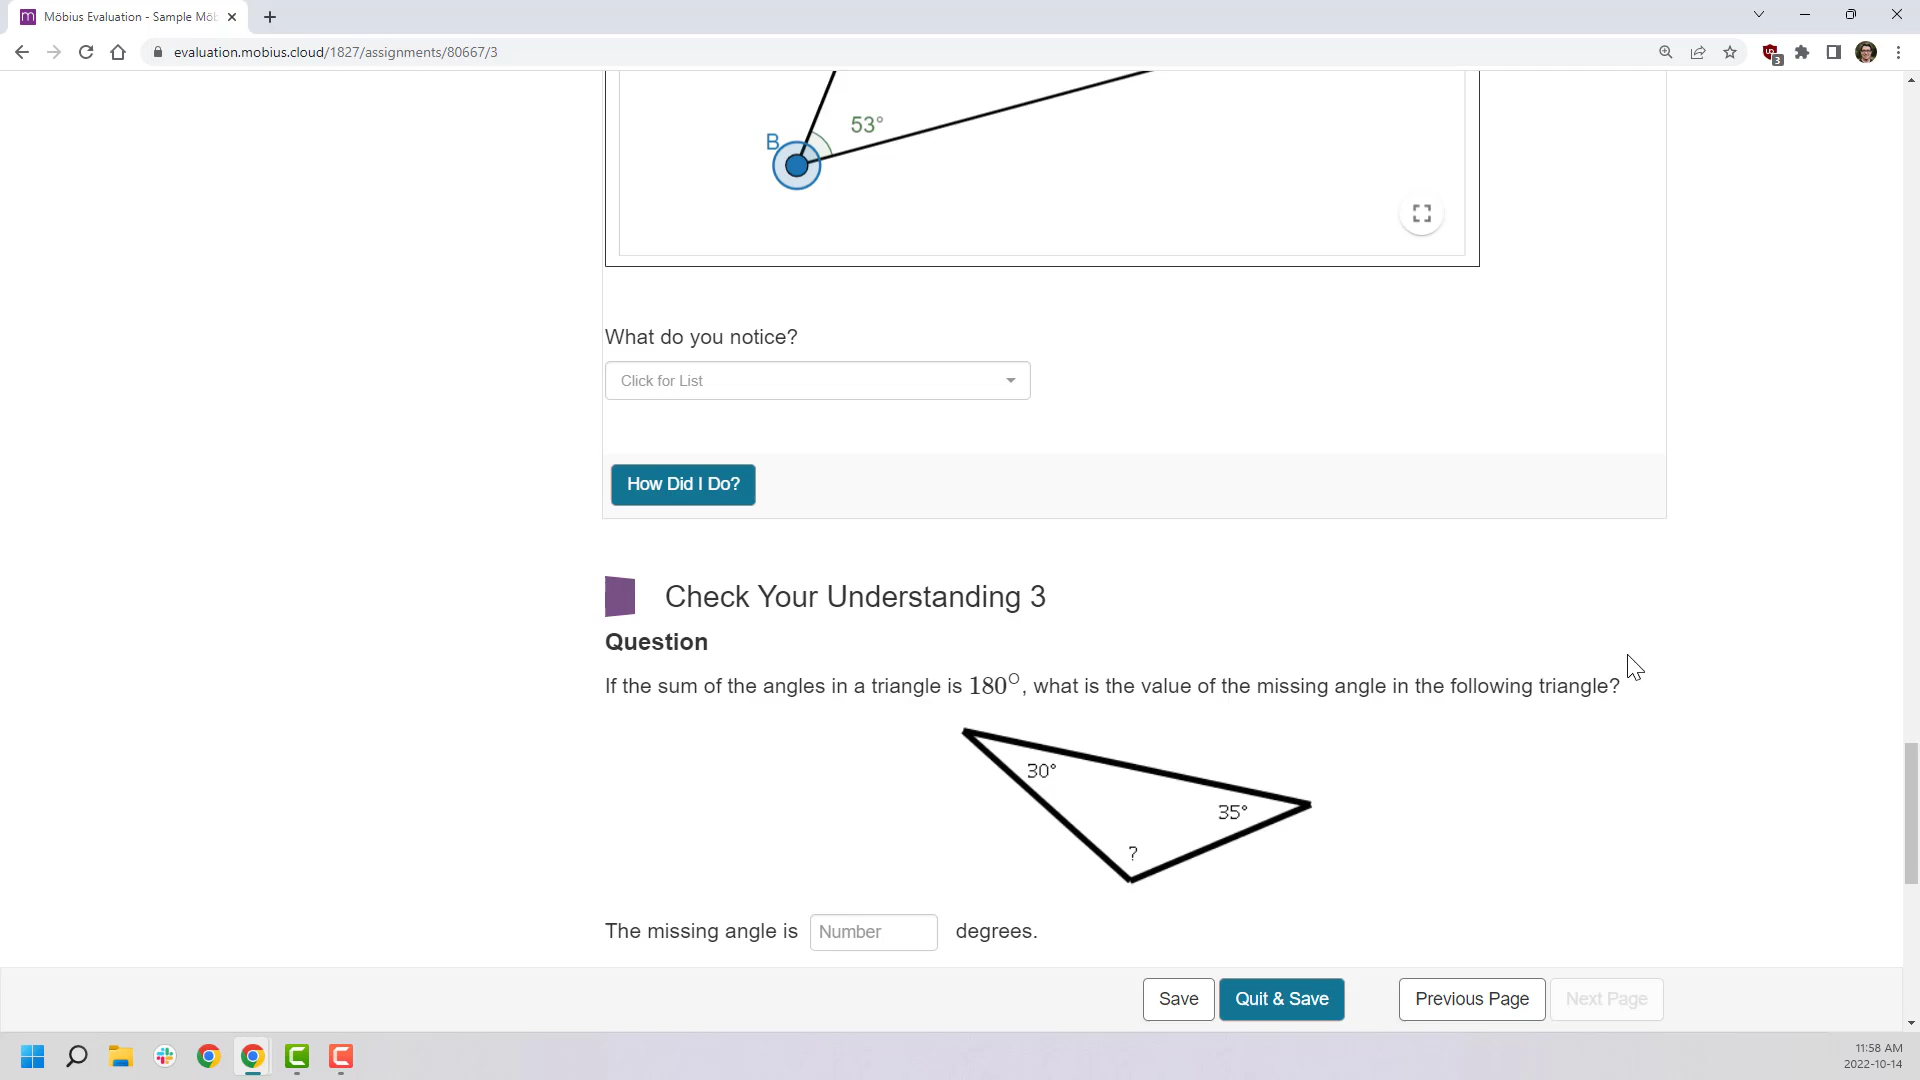 Möbius Evaluation - Sample Möb
evaluation.mobius.cloud/1827/assignments/80667/3
3
53°
B
What do you notice?
Click for List
How Did I Do?
Check Your Understanding 3
Question
If the sum of the angles in a triangle is 180°, what is the value of the missing angle in the following triangle?
30°
35°
?
The missing angle is Number degrees.
Save Quit & Save Previous Page Next Page
11:58 AM
2022-10-14